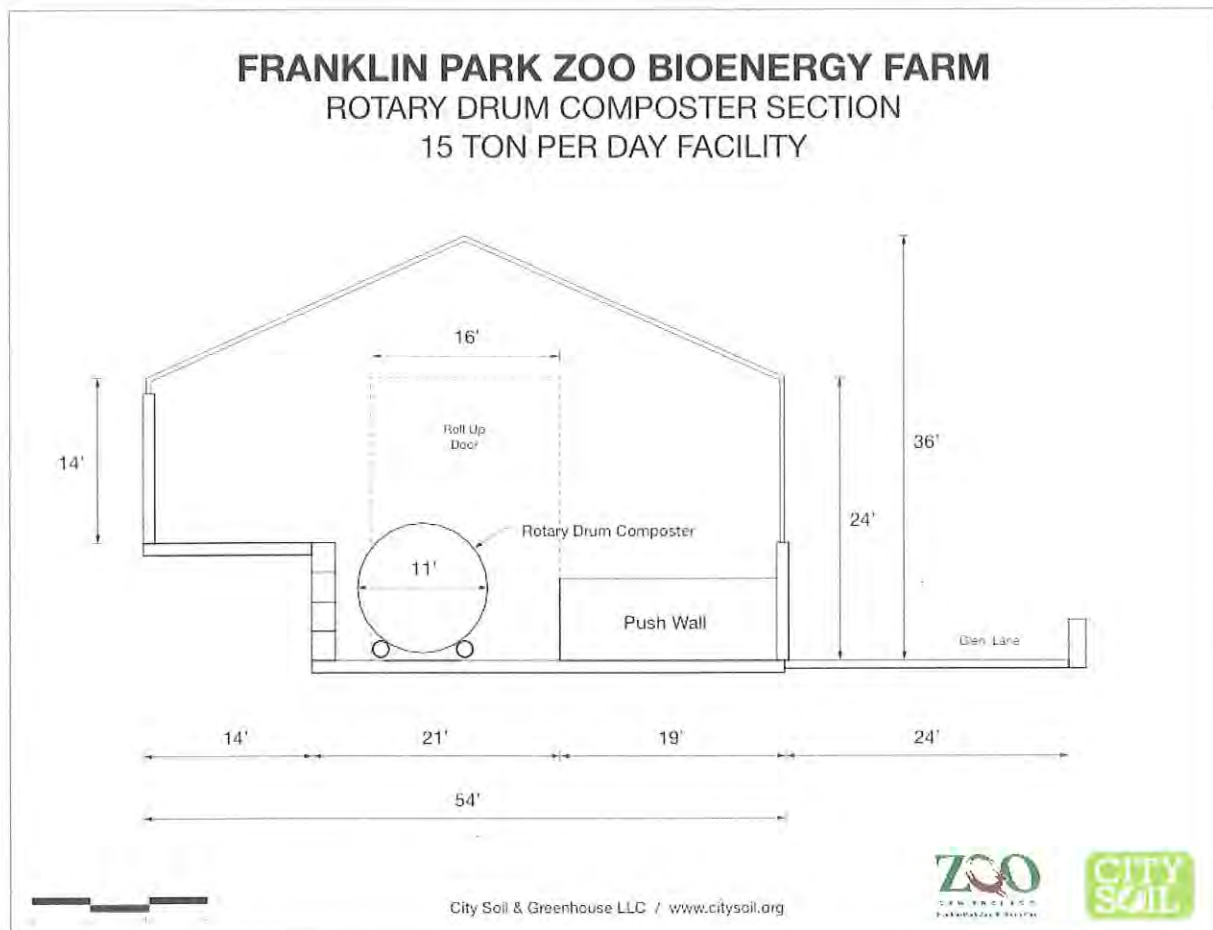 FRANKLIN PARK ZOO BIOENERGY FARM
ROTARY DRUM COMPOSTER SECTION
15 TON PER DAY FACILITY
16'
Roll Up
Door
14'
36'
24'
Rotary Drum Composter
11'
Push Wall
Glen Lane
14'
21'
19'
24'
54'
City Soil & Greenhouse LLC / www.citysoil.org
ZOO
NEW ENGLAND
CITY
SOIL